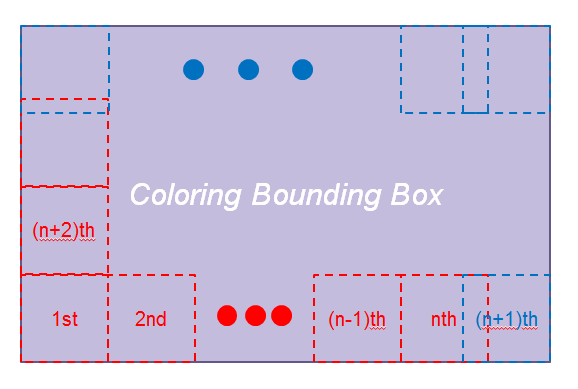 Coloring Bounding Box
(n+2)th
1st 2nd (n-1)th nth (n+1)th